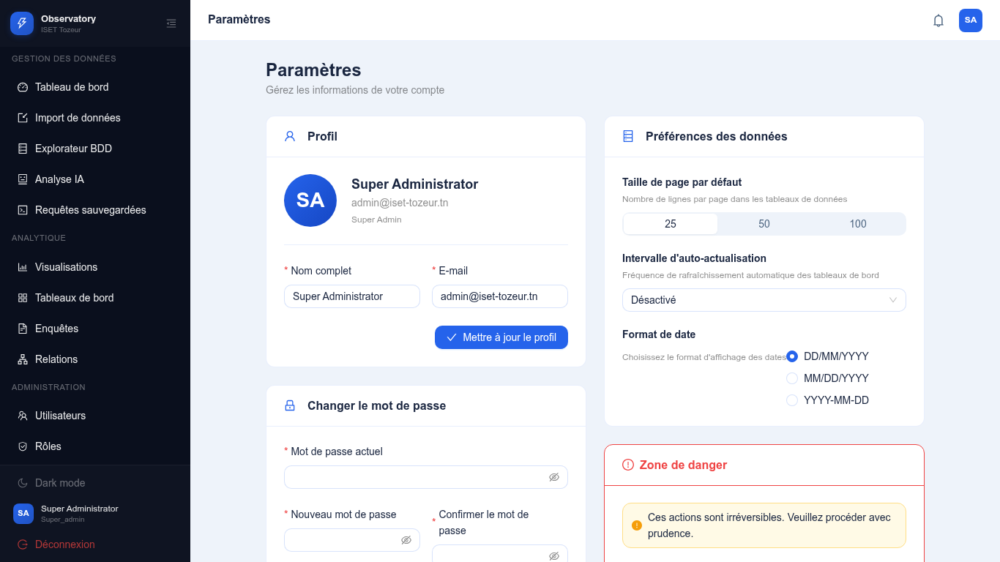 Observatory
ISET Tozeur
GESTION DES DONNÉES
Tableau de bord
Import de données
Explorateur BDD
Analyse IA
Requêtes sauvegardées
ANALYTIQUE
Visualisations
Tableaux de bord
Enquêtes
Relations
ADMINISTRATION
Utilisateurs
Rôles
Dark mode
SA
Super Administrator
Super_admin
Déconnexion
Paramètres
SA
Paramètres
Gérez les informations de votre compte
Profil
SA
Super Administrator
admin@iset-tozeur.tn
Super Admin
* Nom complet
* E-mail
Super Administrator
admin@iset-tozeur.tn
Mettre à jour le profil
Changer le mot de passe
* Mot de passe actuel
* Nouveau mot de passe
* Confirmer le mot de
passe
Préférences des données
Taille de page par défaut
Nombre de lignes par page dans les tableaux de données
25 50 100
Intervalle d'auto-actualisation
Fréquence de rafraîchissement automatique des tableaux de bord
Désactivé
Format de date
Choisissez le format d'affichage des dates
DD/MM/YYYY
MM/DD/YYYY
YYYY-MM-DD
Zone de danger
Ces actions sont irréversibles. Veuillez procéder avec
prudence.